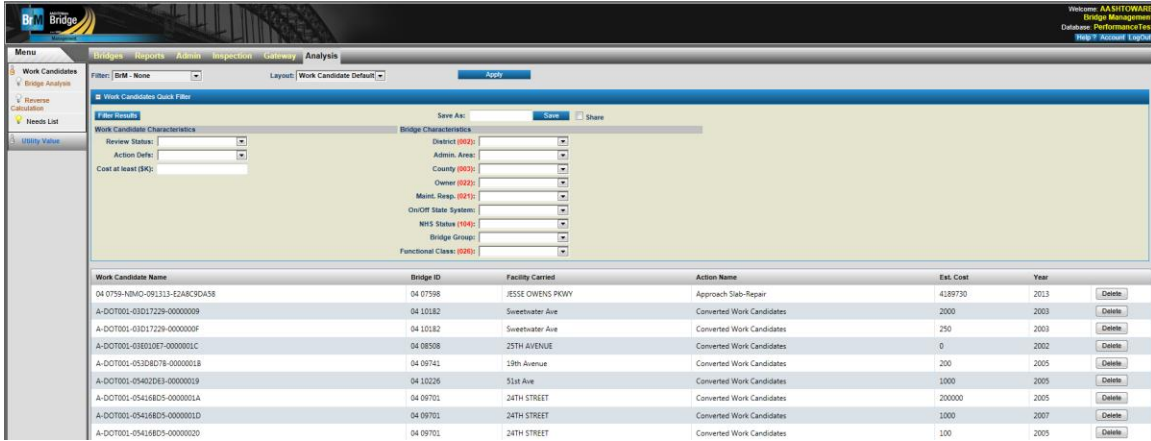 Welcome: AASHTOWARE
Bridge Management
Database: PerformanceTes
Help ? Account LogOut
BrM Bridge
Management
Menu
Bridges Reports Admin Inspection Gateway Analysis
Work Candidates
Bridge Analysis
Reverse Calculation
Needs List
Utility Value
Filter: BrM - None Layout: Work Candidate Default Apply
Work Candidates Quick Filter
Filter Results Save As: Save Share
Work Candidate Characteristics Bridge Characteristics
Review Status: District (002):
Action Defs: Admin. Area:
Cost at least ($K): County (003):
Owner (022):
Maint. Resp. (021):
On/Off State System:
NHS Status (104):
Bridge Group:
Functional Class: (026):
Work Candidate Name Bridge ID Facility Carried Action Name Est. Cost Year
04 0759-NIMO-091313-E2ABC9DA58 04 07598 JESSE OWENS PKWY Approach Slab-Repair 4189730 2013 Delete
A-DOT001-03D17229-00000009 04 10182 Sweetwater Ave Converted Work Candidates 2000 2003 Delete
A-DOT001-03D17229-0000000F 04 10182 Sweetwater Ave Converted Work Candidates 250 2003 Delete
A-DOT001-03E010E7-0000001C 04 08508 25TH AVENUE Converted Work Candidates 0 2002 Delete
A-DOT001-053D8D78-0000001B 04 09741 19th Avenue Converted Work Candidates 200 2005 Delete
A-DOT001-05402DE3-00000019 04 10226 51st Ave Converted Work Candidates 1000 2005 Delete
A-DOT001-05416BD5-0000001A 04 09701 24TH STREET Converted Work Candidates 200000 2005 Delete
A-DOT001-05416BD5-0000001D 04 09701 24TH STREET Converted Work Candidates 1000 2007 Delete
A-DOT001-05416BD5-00000020 04 09701 24TH STREET Converted Work Candidates 100 2005 Delete